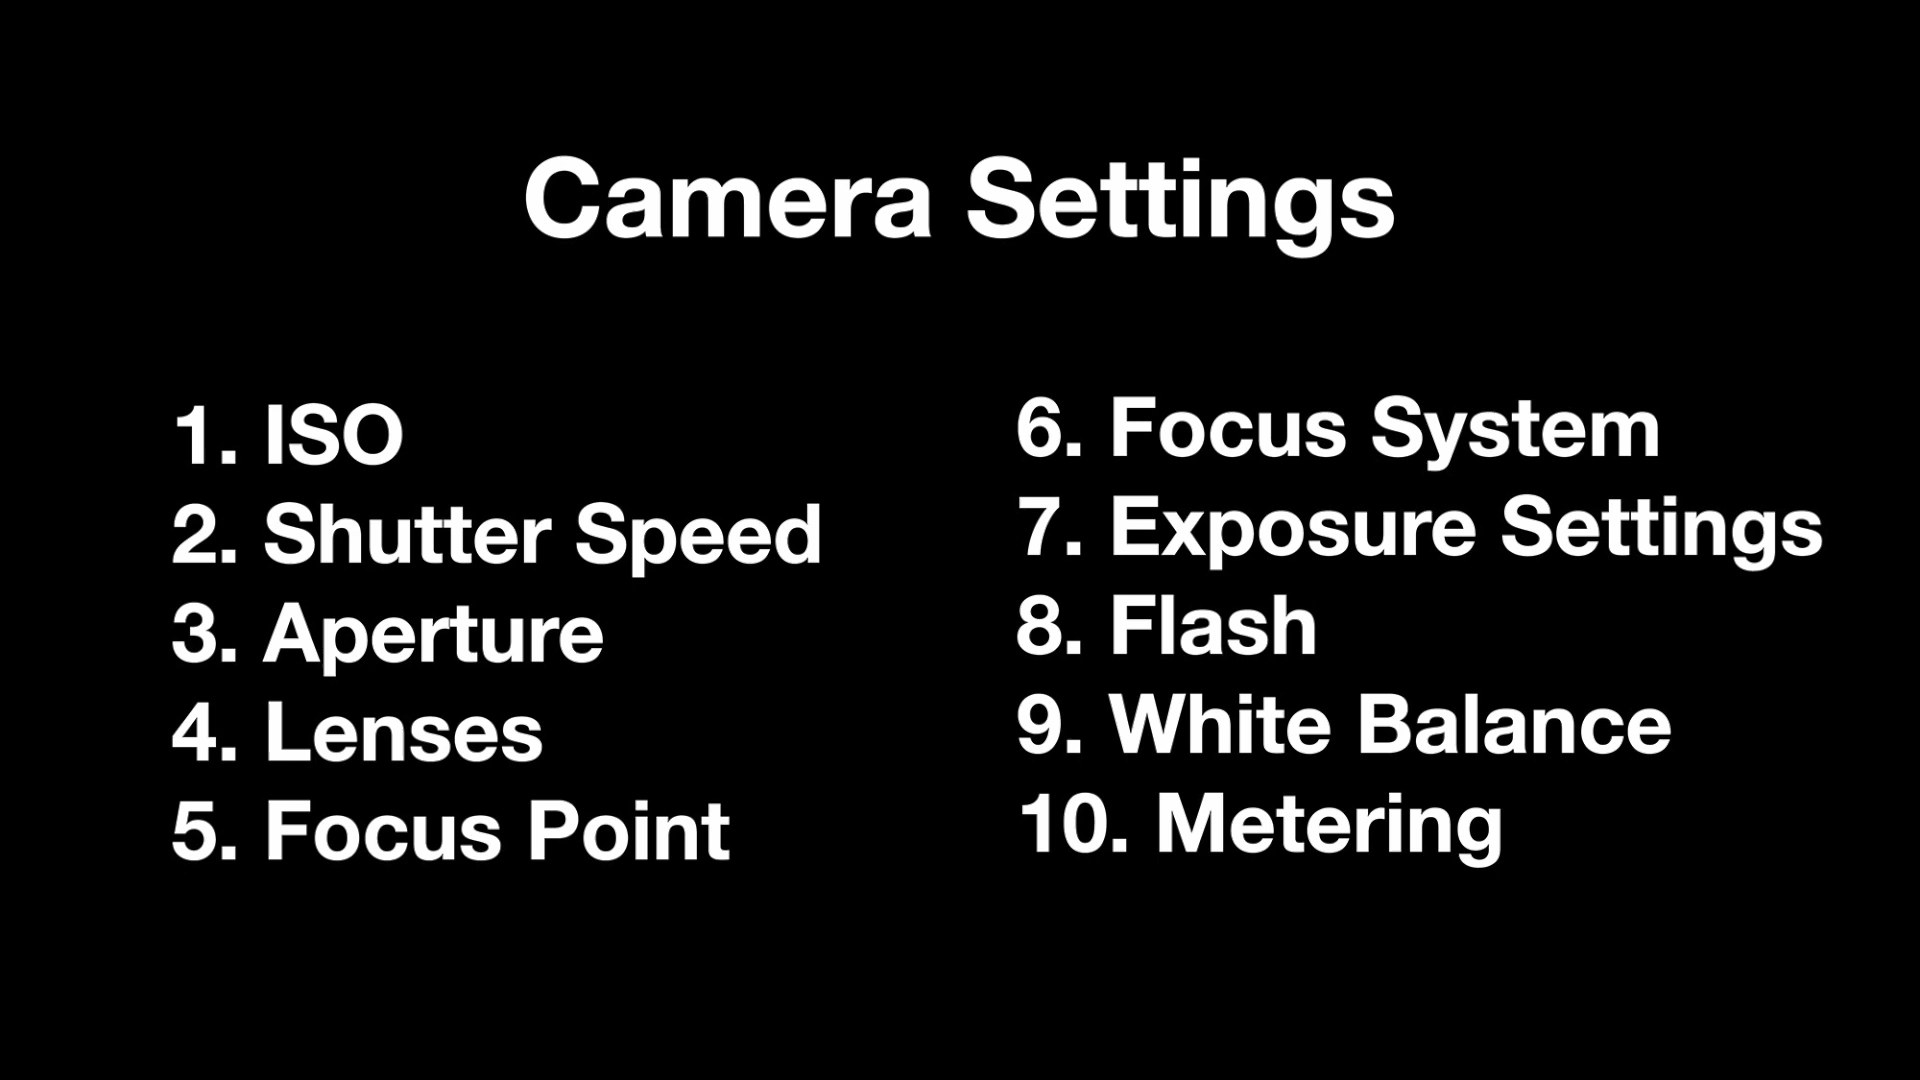 Camera Settings
1. ISO
2. Shutter Speed
3. Aperture
4. Lenses
5. Focus Point
6. Focus System
7. Exposure Settings
8. Flash
9. White Balance
10. Metering